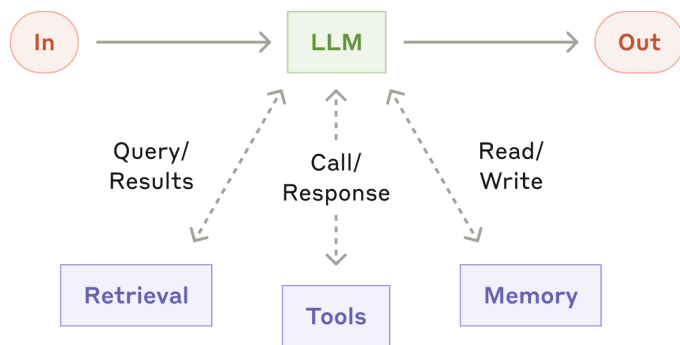 In
LLM
Out
Query/
Results
Call/
Response
Read/
Write
Retrieval
Tools
Memory